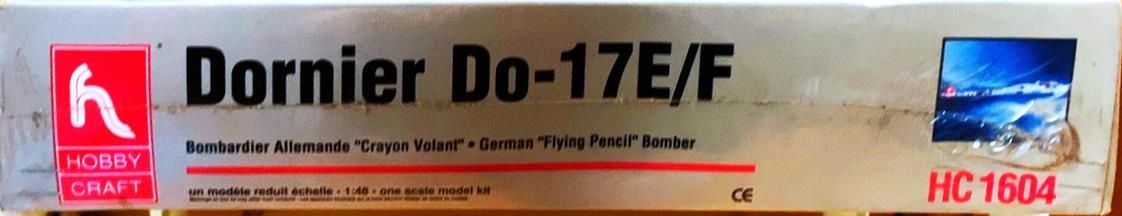 Dornier Do-17E/F
Bombardier Allemande "Crayon Volant" • German "Flying Pencil" Bomber
un modèle reduit échelle • 1:48 • one scale model kit
CE
HOBBY
CRAFT
HC 1604